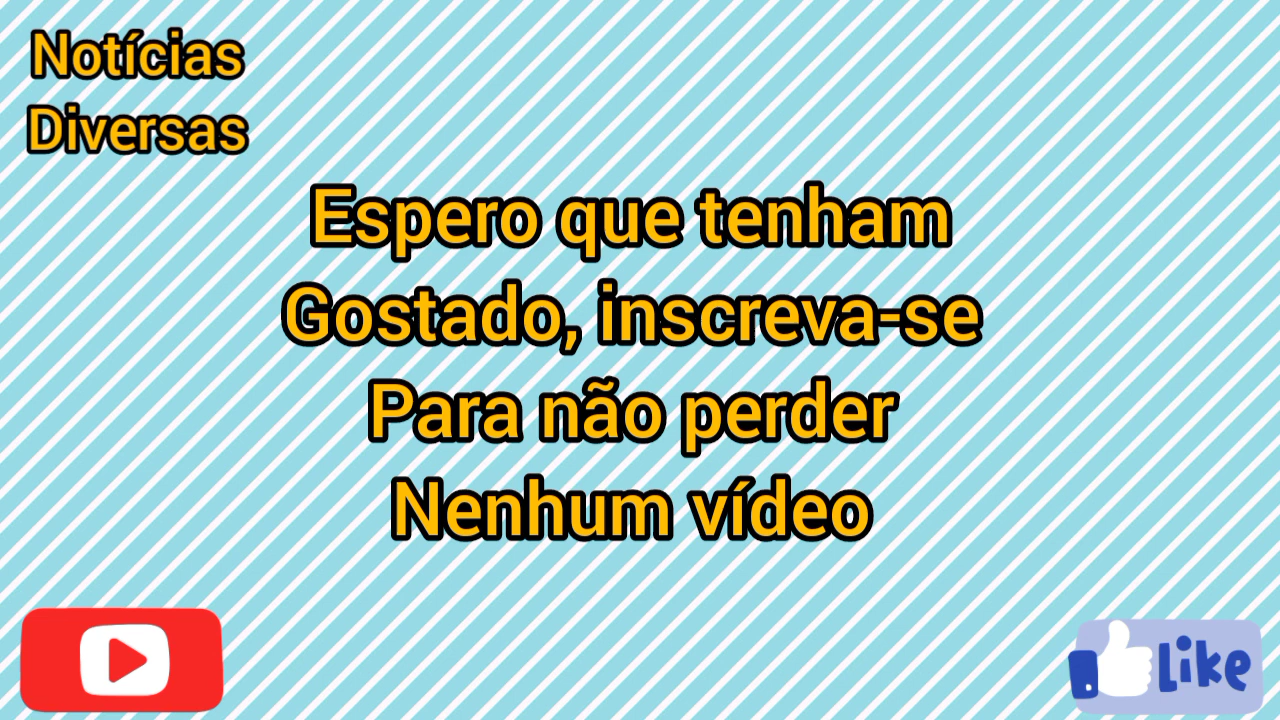 Notícias
Diversas
Espero que tenham
Gostado, inscreva-se
Para não perder
Nenhum vídeo
Like